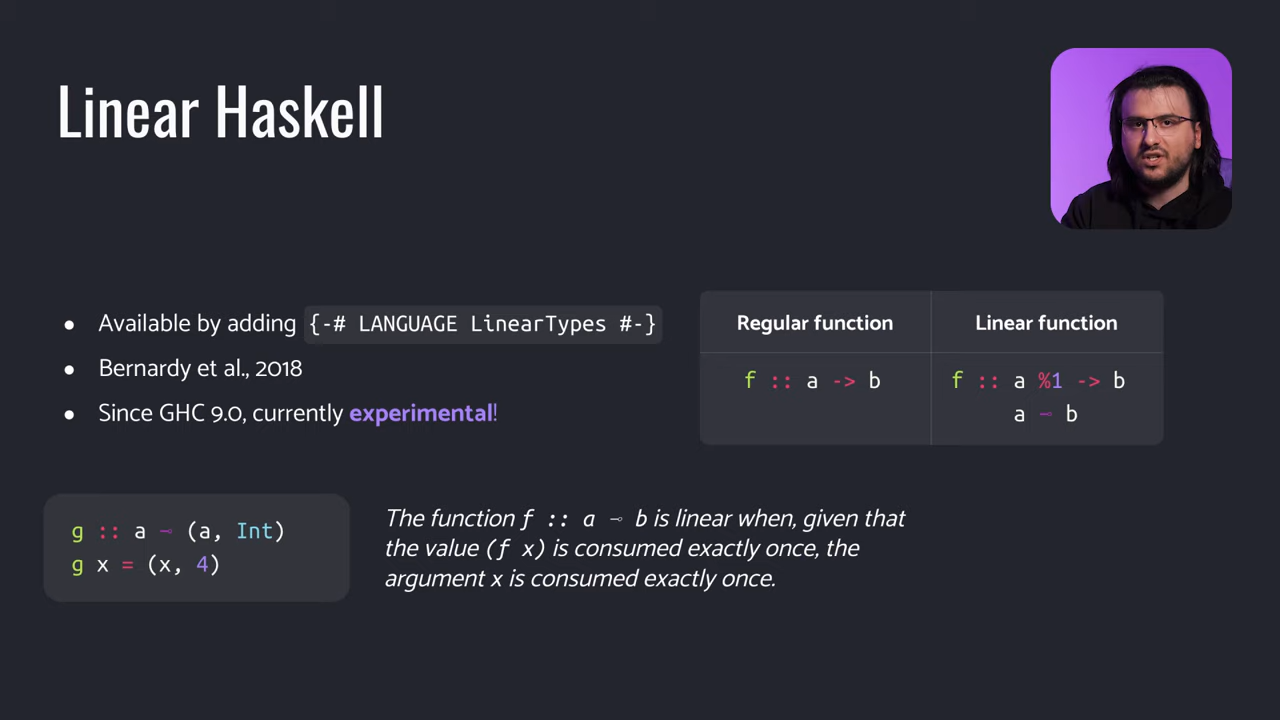 Linear Haskell
● Available by adding {-# LANGUAGE LinearTypes #-}
● Bernardy et al., 2018
● Since GHC 9.0, currently experimental!
Regular function Linear function
f :: a -> b f :: a %1 -> b
a ⊸ b
g :: a ⊸ (a, Int)
g x = (x, 4)
The function f :: a ⊸ b is linear when, given that
the value (f x) is consumed exactly once, the
argument x is consumed exactly once.